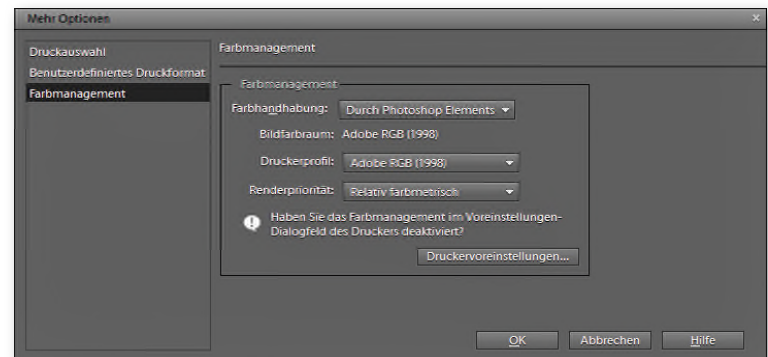 Mehr Optionen
Druckauswahl
Benutzerdefiniertes Druckformat
Farbmanagement
Farbmanagement
Farbmanagement
Farbhandhabung: Durch Photoshop Elements
Bildfarbraum: Adobe RGB (1998)
Druckerprofil: Adobe RGB (1998)
Renderpriorität: Relativ farbmetrisch
Haben Sie das Farbmanagement im Voreinstellungen-
Dialogfeld des Druckers deaktiviert?
Druckervoreinstellungen...
OK Abbrechen Hilfe